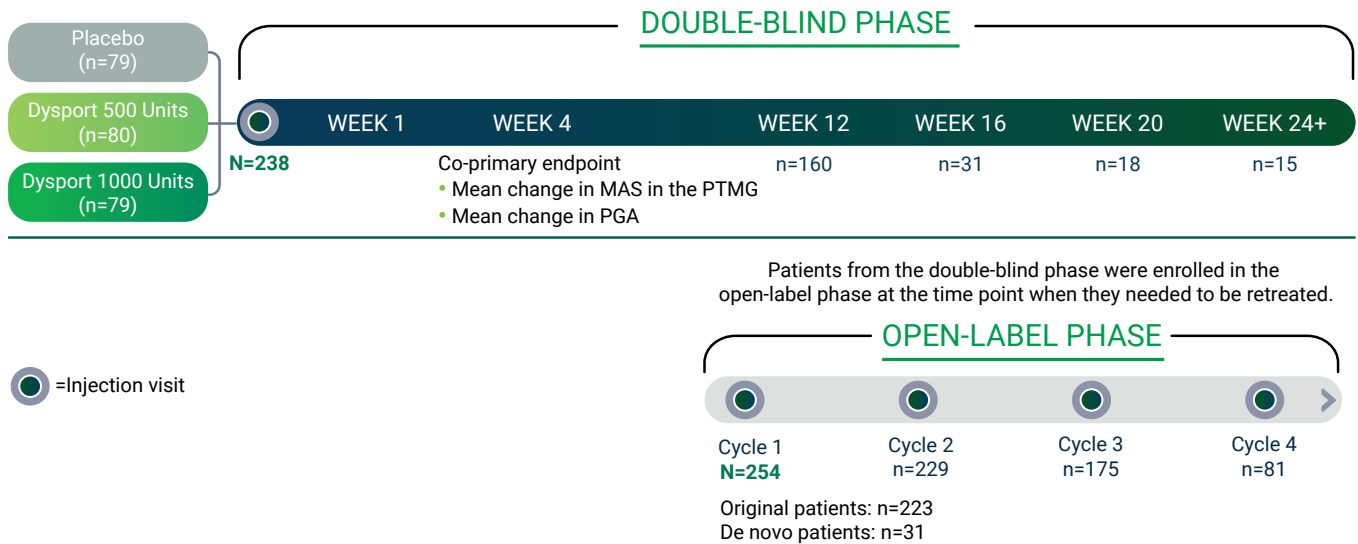 DOUBLE-BLIND PHASE
Placebo
(n=79)
Dysport 500 Units
(n=80)
Dysport 1000 Units
(n=79)
WEEK 1
WEEK 4
WEEK 12
WEEK 16
WEEK 20
WEEK 24+
N=238
Co-primary endpoint
• Mean change in MAS in the PTMG
• Mean change in PGA
n=160
n=31
n=18
n=15
Patients from the double-blind phase were enrolled in the
open-label phase at the time point when they needed to be retreated.
OPEN-LABEL PHASE
=Injection visit
Cycle 1
N=254
Cycle 2
n=229
Cycle 3
n=175
Cycle 4
n=81
Original patients: n=223
De novo patients: n=31